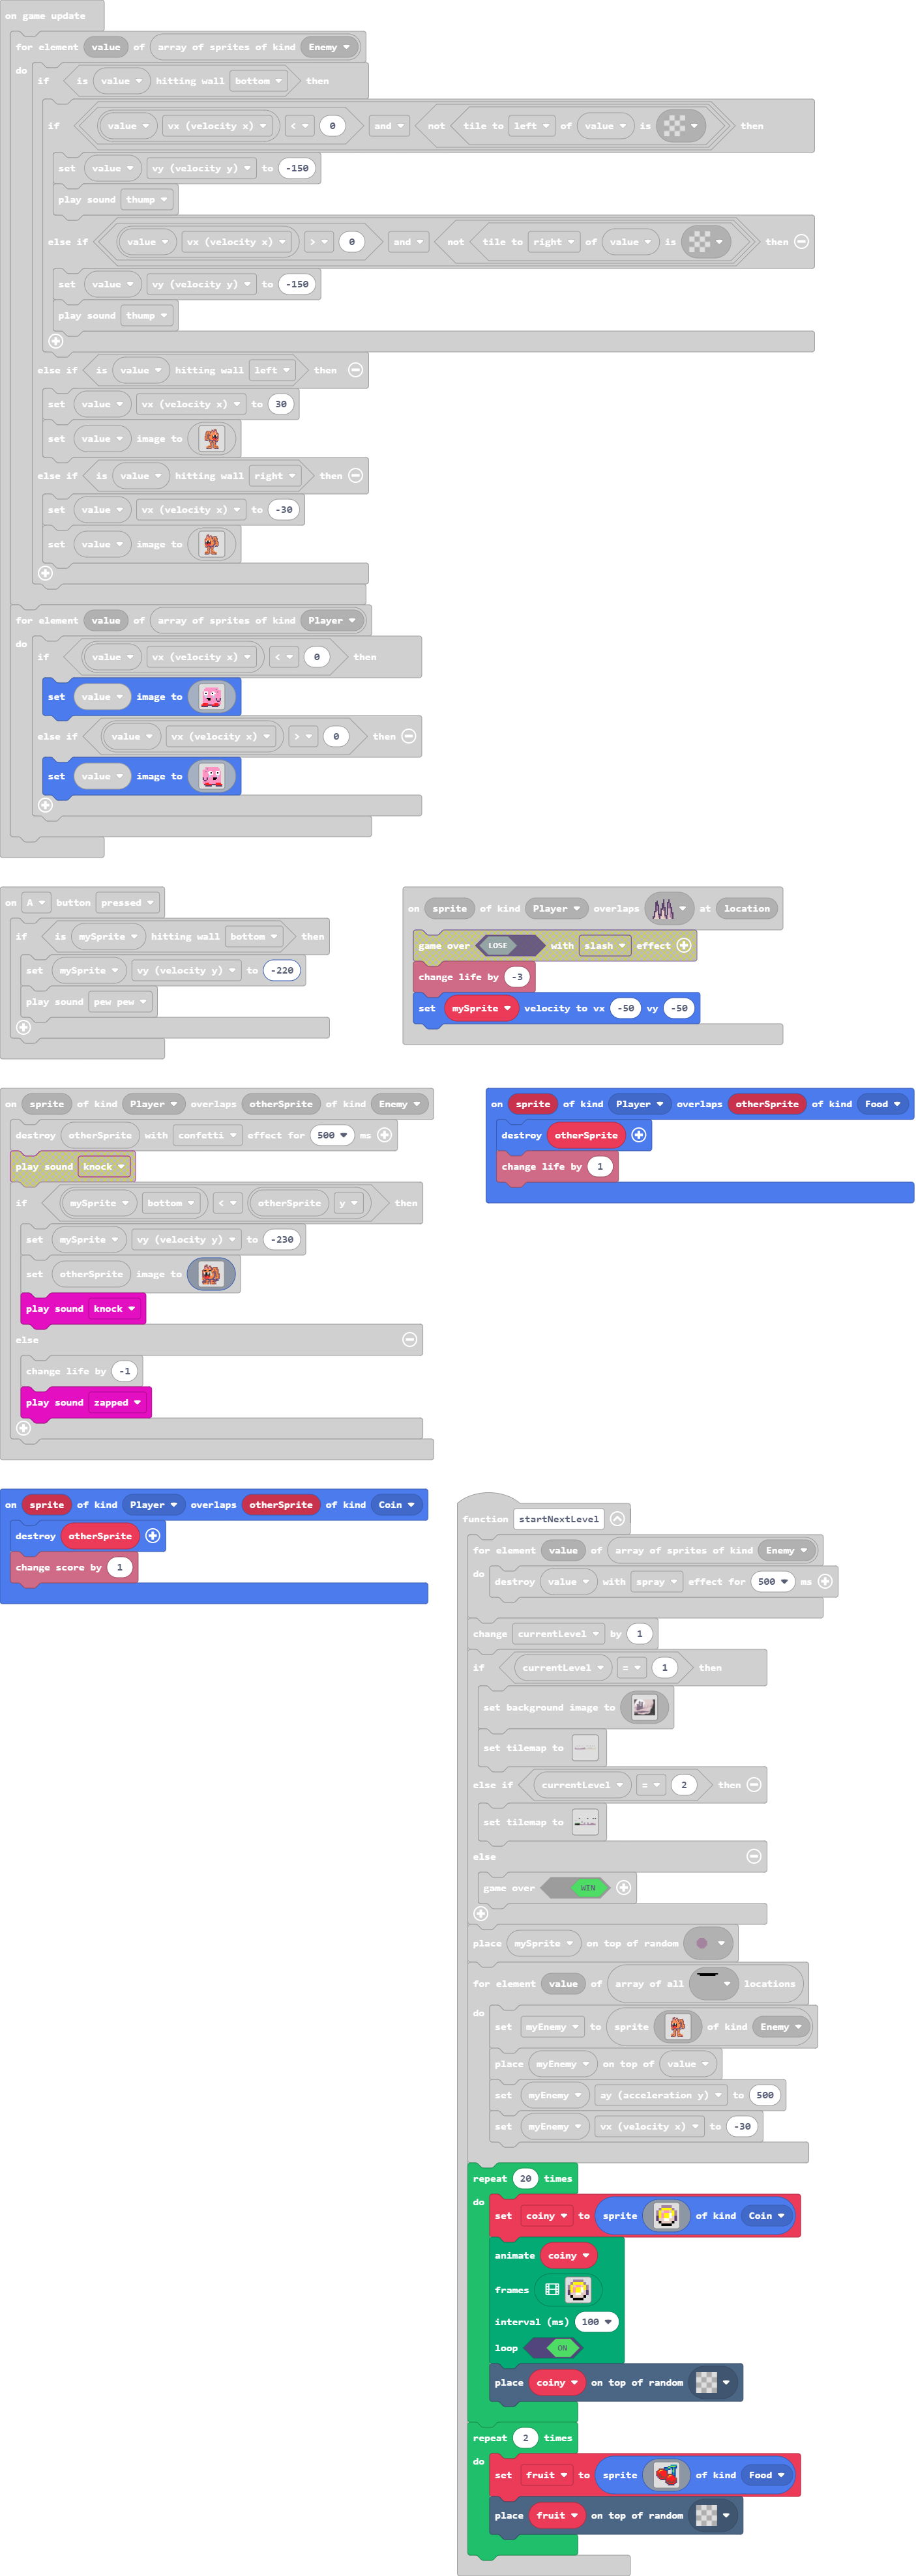 on game update
for element value of array of sprites of kind Enemy
do
if is value hitting wall bottom then
if value vx (velocity x) < 0 and not tile to left of value is then
set value vy (velocity y) to -150
play sound thump
else if value vx (velocity x) > 0 and not tile to right of value is then
set value vy (velocity y) to -150
play sound thump
else if is value hitting wall left then
set value vx (velocity x) to 30
set value image to
else if is value hitting wall right then
set value vx (velocity x) to -30
set value image to
for element value of array of sprites of kind Player
do
if value vx (velocity x) < 0 then
set value image to
else if value vx (velocity x) > 0 then
set value image to
on A button pressed
if is mySprite hitting wall bottom then
set mySprite vy (velocity y) to -220
play sound pew pew
on sprite of kind Player overlaps at location
game over LOSE with slash effect
change life by -3
set mySprite velocity to vx -50 vy -50
on sprite of kind Player overlaps otherSprite of kind Enemy
destroy otherSprite with confetti effect for 500 ms
play sound knock
if mySprite bottom < otherSprite y then
set mySprite vy (velocity y) to -230
set otherSprite image to
play sound knock
else
change life by -1
play sound zapped
on sprite of kind Player overlaps otherSprite of kind Food
destroy otherSprite
change life by 1
on sprite of kind Player overlaps otherSprite of kind Coin
destroy otherSprite
change score by 1
function startNextLevel
for element value of array of sprites of kind Enemy
do
destroy value with spray effect for 500 ms
change currentLevel by 1
if currentLevel = 1 then
set background image to
set tilemap to
else if currentLevel = 2 then
set tilemap to
else
game over WIN
place mySprite on top of random
for element value of array of all locations
do
set myEnemy to sprite of kind Enemy
place myEnemy on top of value
set myEnemy ay (acceleration y) to 500
set myEnemy vx (velocity x) to -30
repeat 20 times
do
set coiny to sprite of kind Coin
animate coiny
frames
interval (ms) 100
loop ON
place coiny on top of random
repeat 2 times
do
set fruit to sprite of kind Food
place fruit on top of random